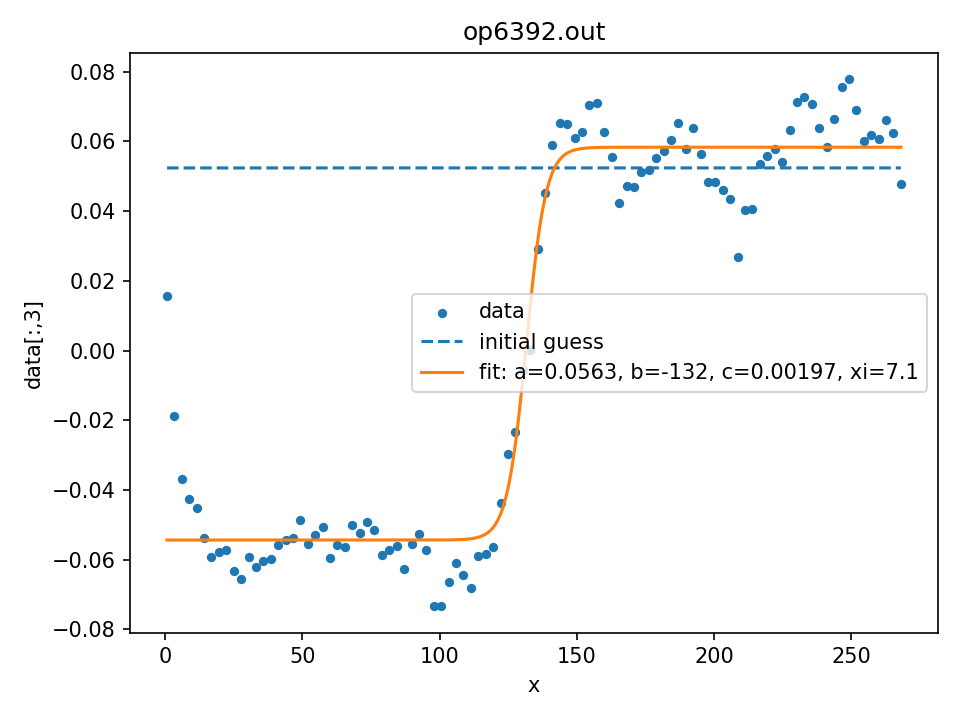 op6392.out
data[:,3]
0.08
0.06
0.04
0.02
0.00
−0.02
−0.04
−0.06
−0.08
data
initial guess
fit: a=0.0563, b=-132, c=0.00197, xi=7.1
0 50 100 150 200 250
x